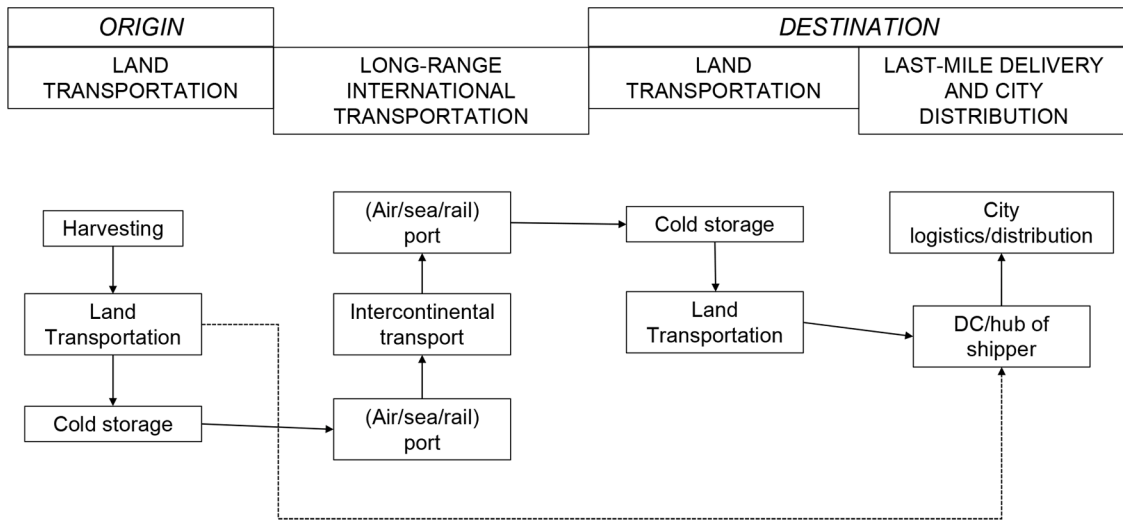 ORIGIN
DESTINATION
LAND
TRANSPORTATION
LONG-RANGE
INTERNATIONAL
TRANSPORTATION
LAND
TRANSPORTATION
LAST-MILE DELIVERY
AND CITY
DISTRIBUTION
Harvesting
Land
Transportation
Cold storage
(Air/sea/rail)
port
Intercontinental
transport
(Air/sea/rail)
port
Cold storage
Land
Transportation
City
logistics/distribution
DC/hub of
shipper